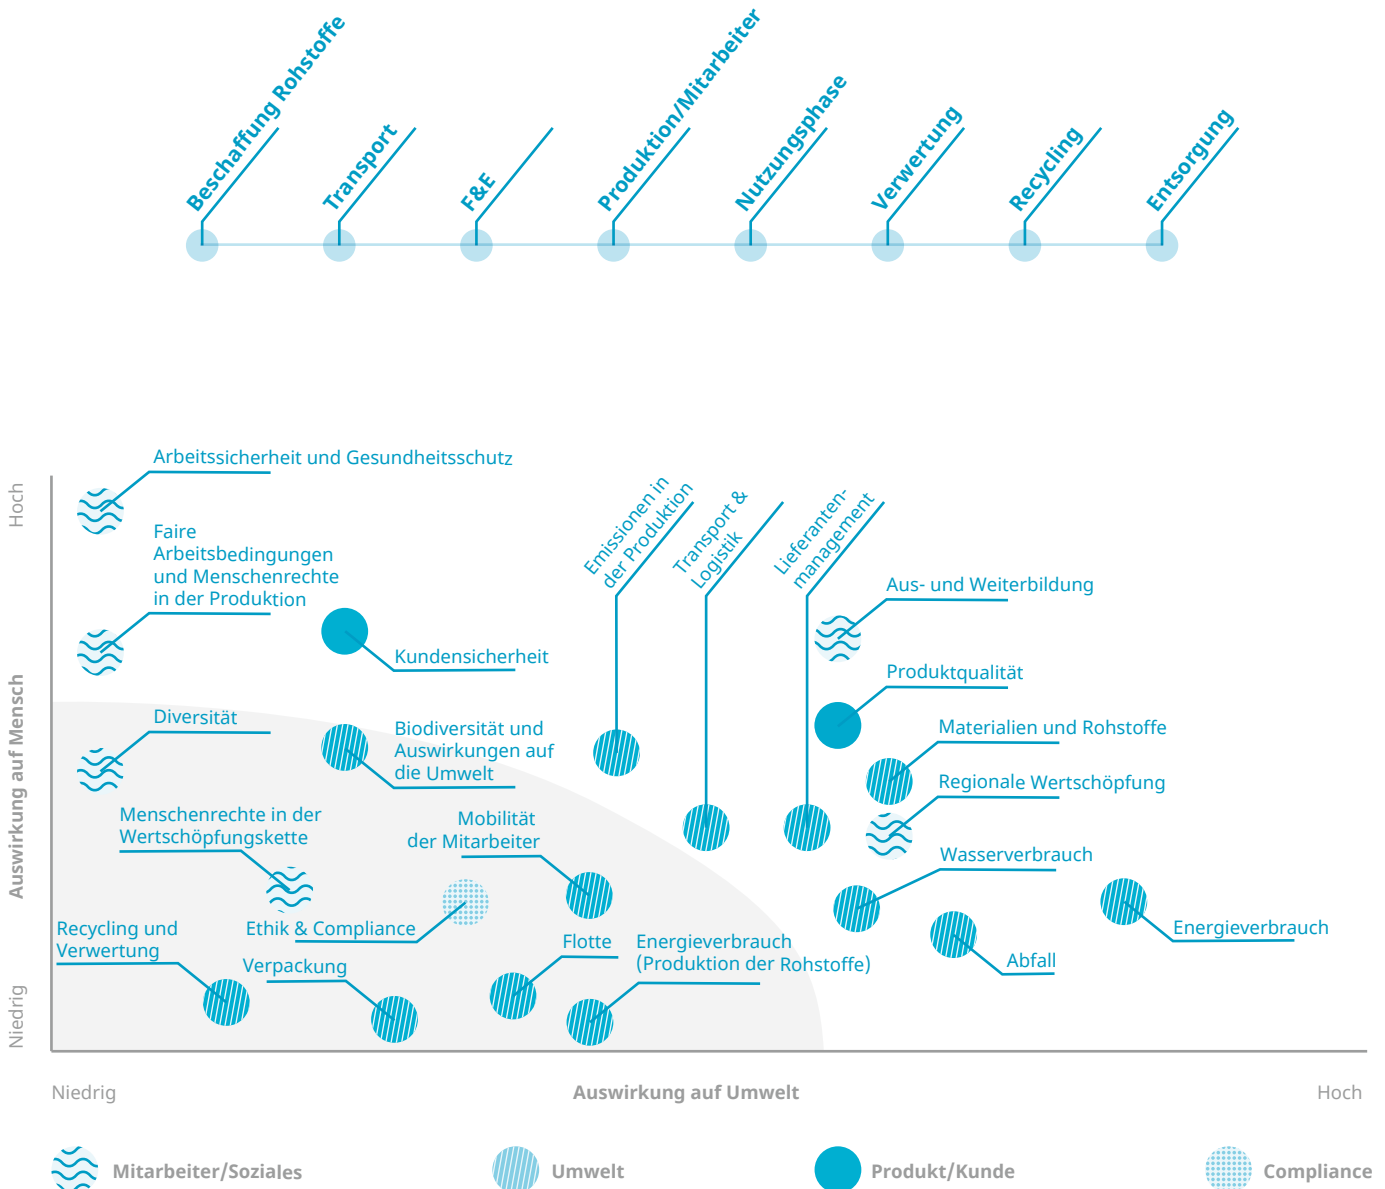 Beschaffung Rohstoffe
Transport
F&E
Produktion/Mitarbeiter
Nutzungsphase
Verwertung
Recycling
Entsorgung
Hoch
Auswirkung auf Mensch
Niedrig
Arbeitssicherheit und Gesundheitsschutz
Faire
Arbeitsbedingungen
und Menschenrechte
in der Produktion
Kundensicherheit
Emissionen in
der Produktion
Transport &
Logistik
Lieferanten-
management
Aus- und Weiterbildung
Produktqualität
Diversität
Biodiversität und
Auswirkungen auf
die Umwelt
Materialien und Rohstoffe
Regionale Wertschöpfung
Menschenrechte in der
Wertschöpfungskette
Mobilität
der Mitarbeiter
Wasserverbrauch
Recycling und
Verwertung
Ethik & Compliance
Verpackung
Flotte
Energieverbrauch
(Produktion der Rohstoffe)
Abfall
Energieverbrauch
Niedrig
Auswirkung auf Umwelt
Hoch
Mitarbeiter/Soziales
Umwelt
Produkt/Kunde
Compliance